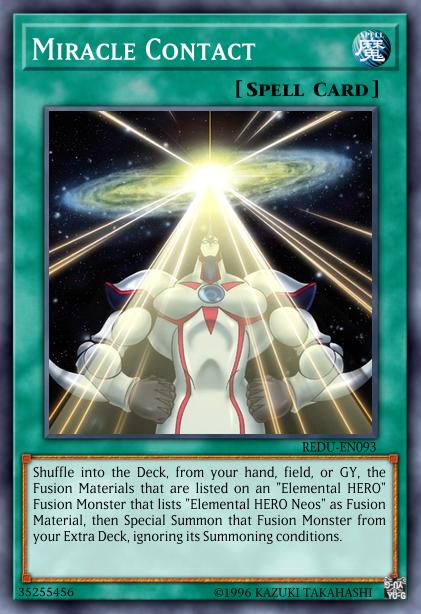 MIRACLE CONTACT
SPELL
魔
[ SPELL CARD ]
REDU-EN093
Shuffle into the Deck, from your hand, field, or GY, the
Fusion Materials that are listed on an "Elemental HERO"
Fusion Monster that lists "Elemental HERO Neos" as Fusion
Material, then Special Summon that Fusion Monster from
your Extra Deck, ignoring its Summoning conditions.
35255456
©1996 KAZUKI TAKAHASHI